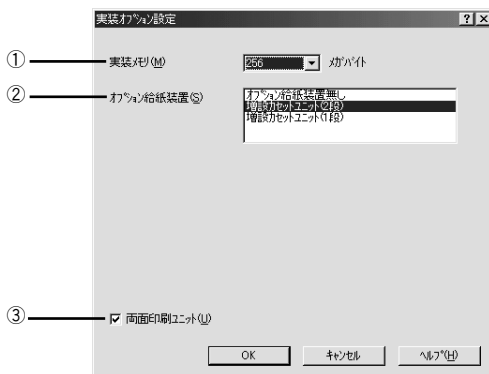 実装ｵﾌﾟｼｮﾝ設定
① 実装ﾒﾓﾘ(M) 256 ﾒｶﾞﾊﾞｲﾄ
② ｵﾌﾟｼｮﾝ給紙装置(S)
ｵﾌﾟｼｮﾝ給紙装置無し
増設ｶｾｯﾄﾕﾆｯﾄ(2段)
増設ｶｾｯﾄﾕﾆｯﾄ(1段)
③ 両面印刷ﾕﾆｯﾄ(U)
OK ｷｬﾝｾﾙ ﾍﾙﾌﾟ(H)